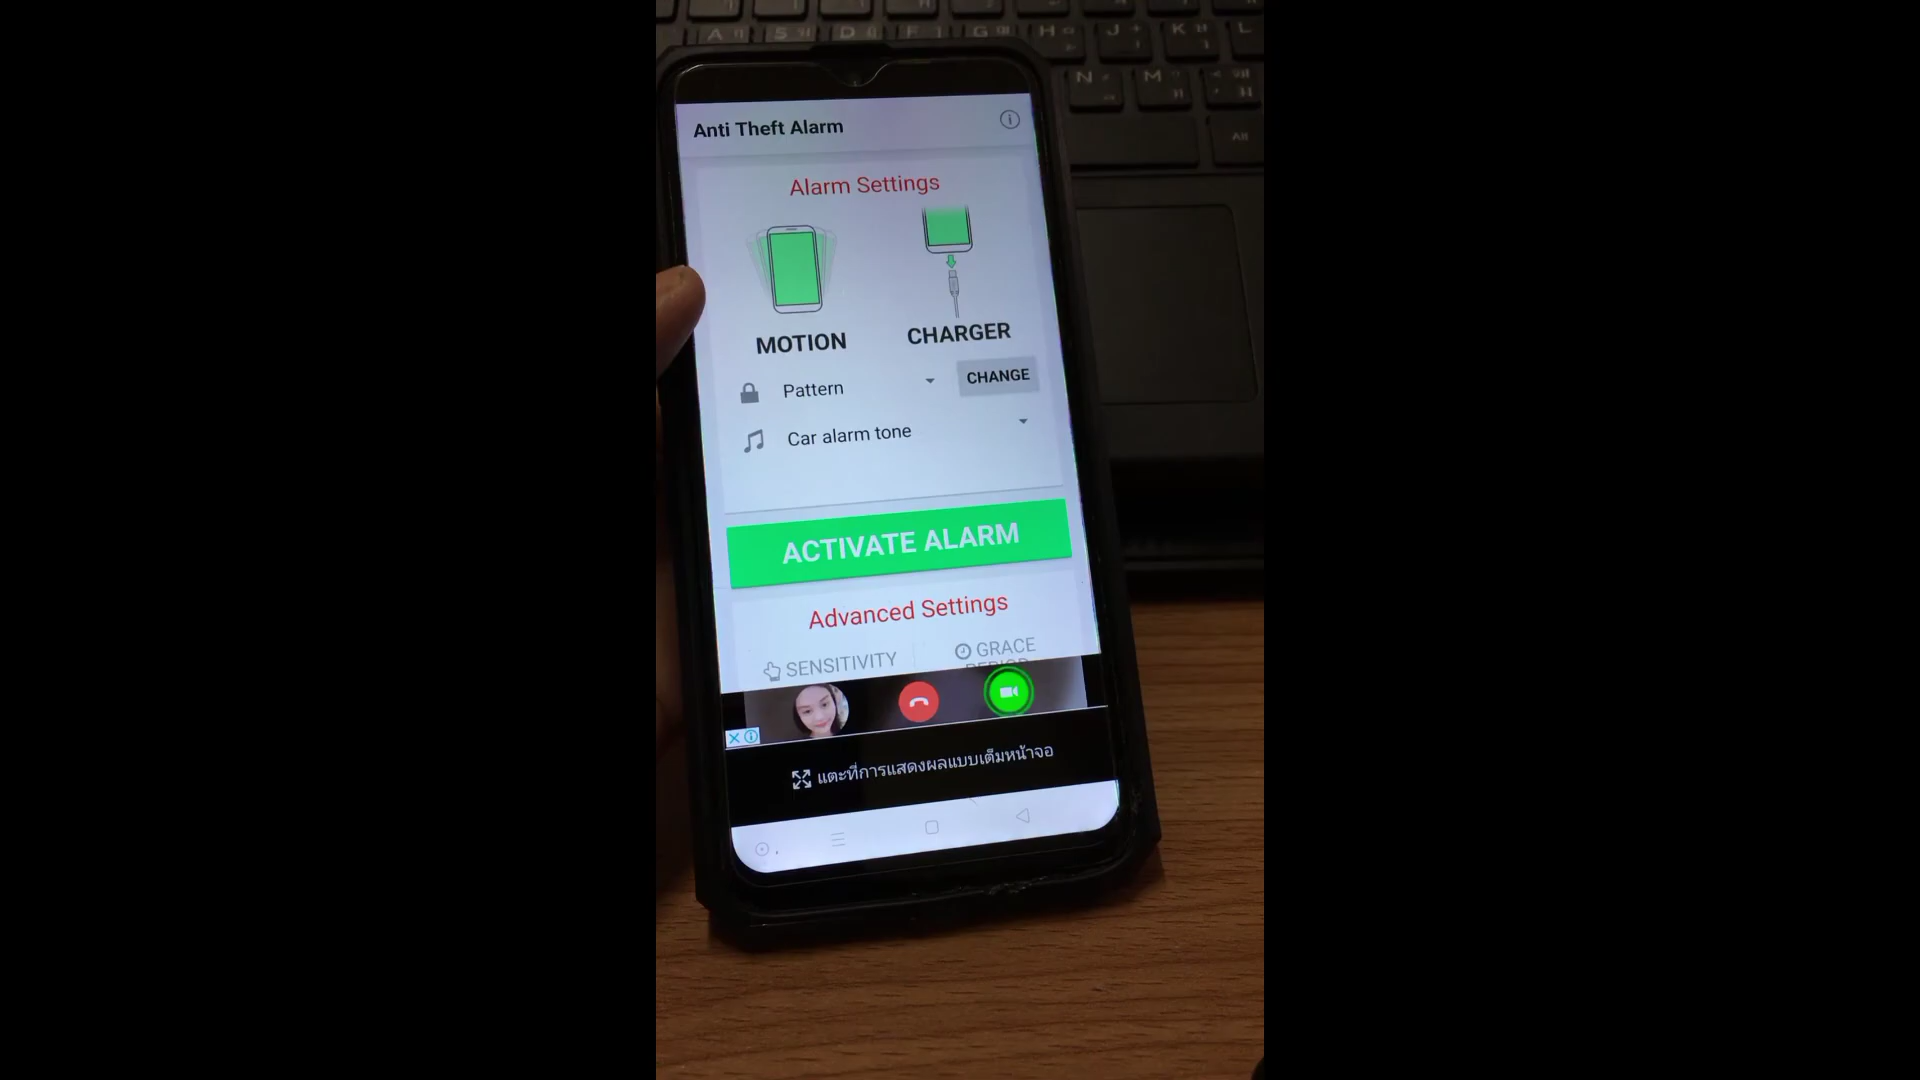 A S D F G H J K L
N M
Alt
Anti Theft Alarm
Alarm Settings
MOTION
CHARGER
Pattern
CHANGE
Car alarm tone
ACTIVATE ALARM
Advanced Settings
SENSITIVITY
GRACE
PERIOD
แตะที่การแสดงผลแบบเต็มหน้าจอ